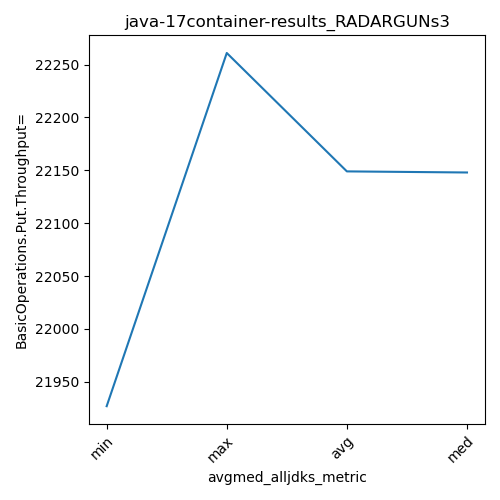 java-17container-results_RADARGUNs3
BasicOperations.Put.Throughput=
22250
22200
22150
22100
22050
22000
21950
min
max
avg
med
avgmed_alljdks_metric